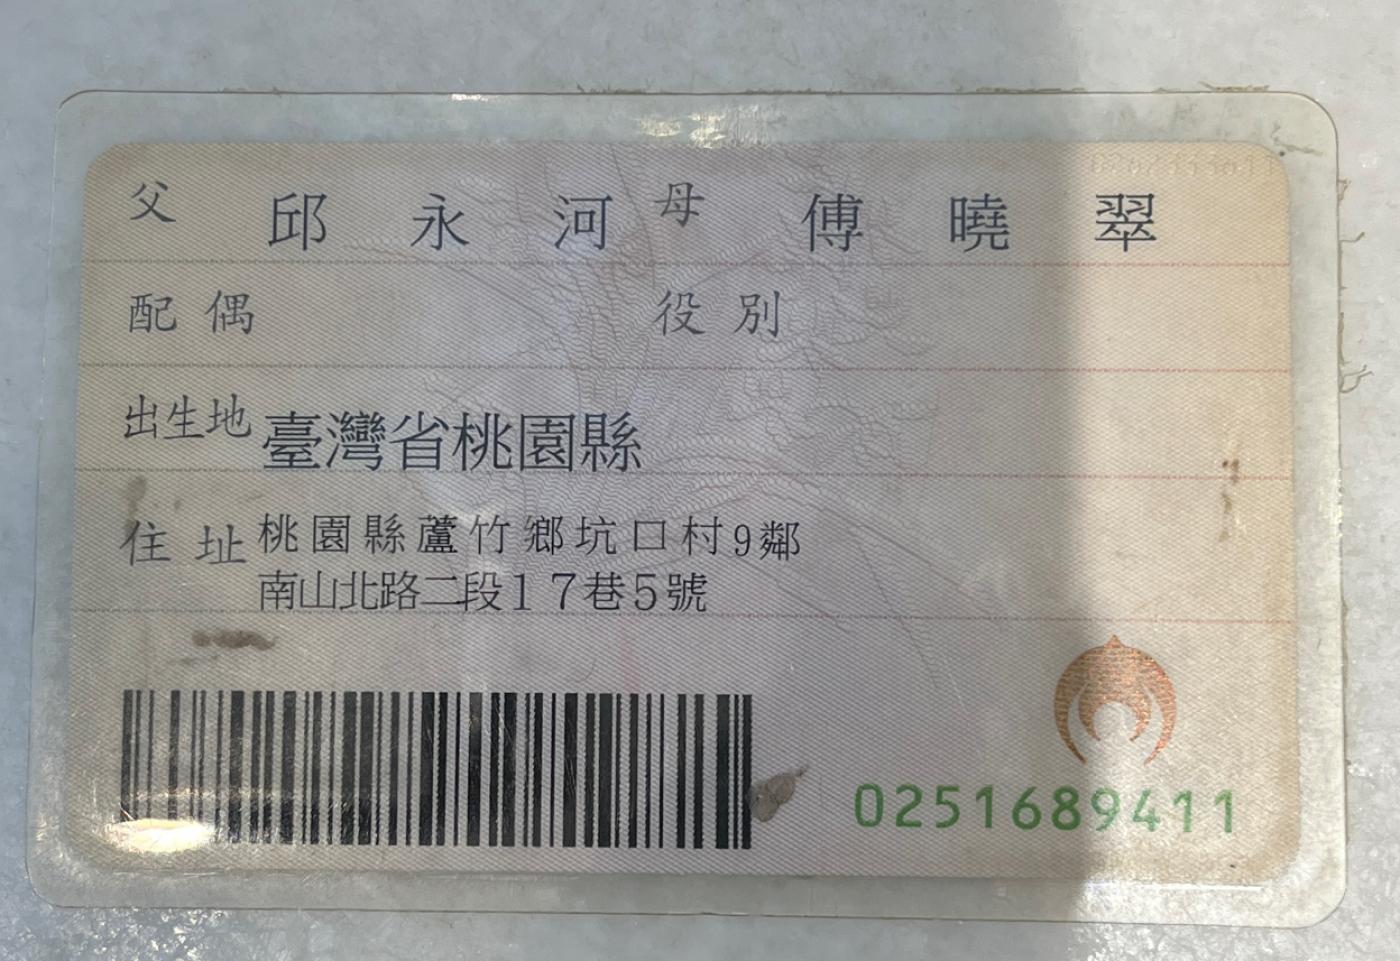 父 邱永河 母 傅曉翠
配偶 役別
出生地 臺灣省桃園縣
住址 桃園縣蘆竹鄉坑口村9鄰
南山北路二段17巷5號
0251689411